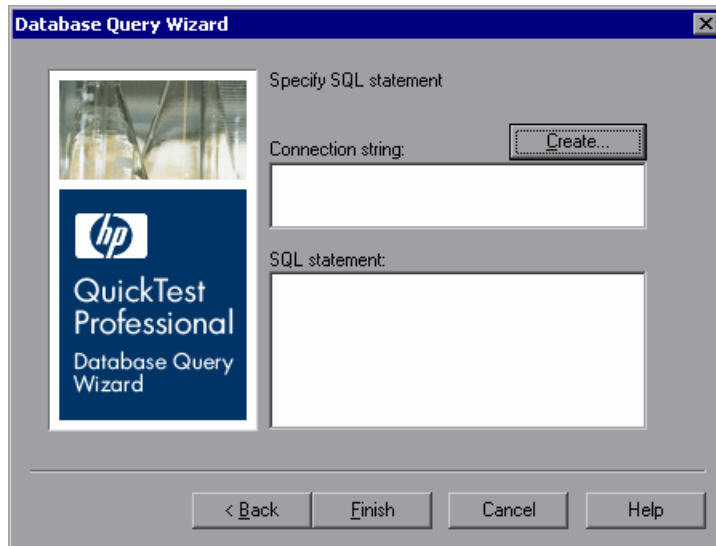 Database Query Wizard
Specify SQL statement
Connection string:
Create...
SQL statement:
hp
QuickTest
Professional
Database Query
Wizard
< Back
Finish
Cancel
Help